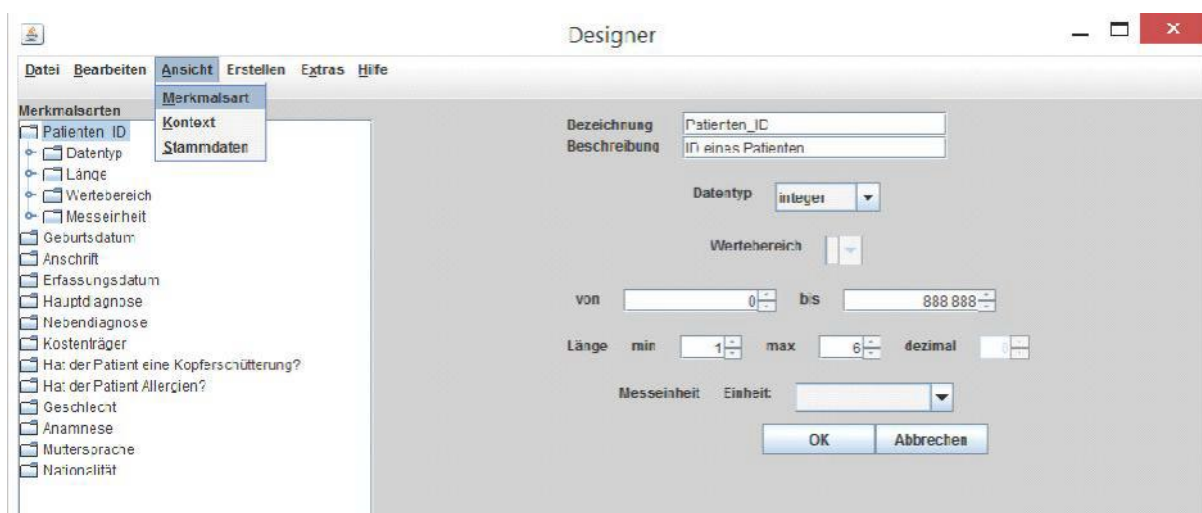 Designer
Datei Bearbeiten Ansicht Erstellen Extras Hilfe
Merkmalsart
Kontext
Stammdaten
Merkmalsarten
Patienten_ID
Datentyp
Länge
Wertebereich
Messeinheit
Geburtsdatum
Anschrift
Erfassungsdatum
Hauptdiagnose
Nebendiagnose
Kostenträger
Hat der Patient eine Kopferschütterung?
Hat der Patient Allergien?
Geschlecht
Anamnese
Muttersprache
Nationalität
Bezeichnung Patienten_ID
Beschreibung ID eines Patienten
Datentyp integer
Wertebereich
von 0 bis 888 888
Länge min 1 max 6 dezimal 0
Messeinheit Einheit:
OK Abbrechen